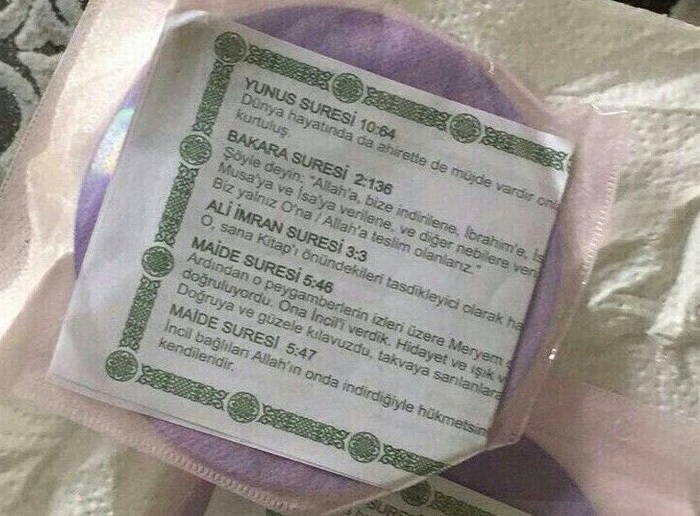 YUNUS SURESİ 10:64
Dünya hayatında da ahirette de müjde vardır
kurtuluş.
BAKARA SURESİ 2:136
Şöyle deyin: "Allah'a, bize indirilene, İbrahim'e,
Musa'ya ve İsa'ya verilene, ve diğer nebilere
Biz yalnız O'na / Allah'a teslim olanlarız."
ALİ İMRAN SURESİ 3:3
O, sana Kitap'ı önündekileri tasdikleyici olarak
MAİDE SURESİ 5:46
Ardından o peygamberlerin izleri üzere Meryem
doğruluyordu. Ona İncil'i verdik. Hidayet ve ışık
Doğruya ve güzele kılavuzdu, takvaya sarılanlara
MAİDE SURESİ 5:47
İncil bağlıları Allah'ın onda indirdiğiyle hükmetsin
kendileridir.